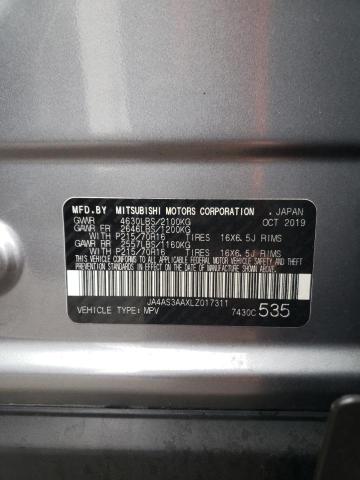 MFD.BY MITSUBISHI MOTORS CORPORATION , JAPAN
GVWR 4630LBS/2100KG OCT 2019
GAWR FR 2646LBS/1200KG
WITH P215/70R16 TIRES 16X6.5J RIMS
GAWR RR 2557LBS/1160KG
WITH P215/70R16 TIRES 16X6.5J RIMS
THIS VEHICLE CONFORMS TO ALL APPLICABLE
FEDERAL MOTOR VEHICLE SAFETY AND THEFT
PREVENTION STANDARDS IN EFFECT ON THE
DATE OF MANUFACTURE SHOWN ABOVE.
JA4AS3AAXLZ017311
VEHICLE TYPE: MPV 7430C 535